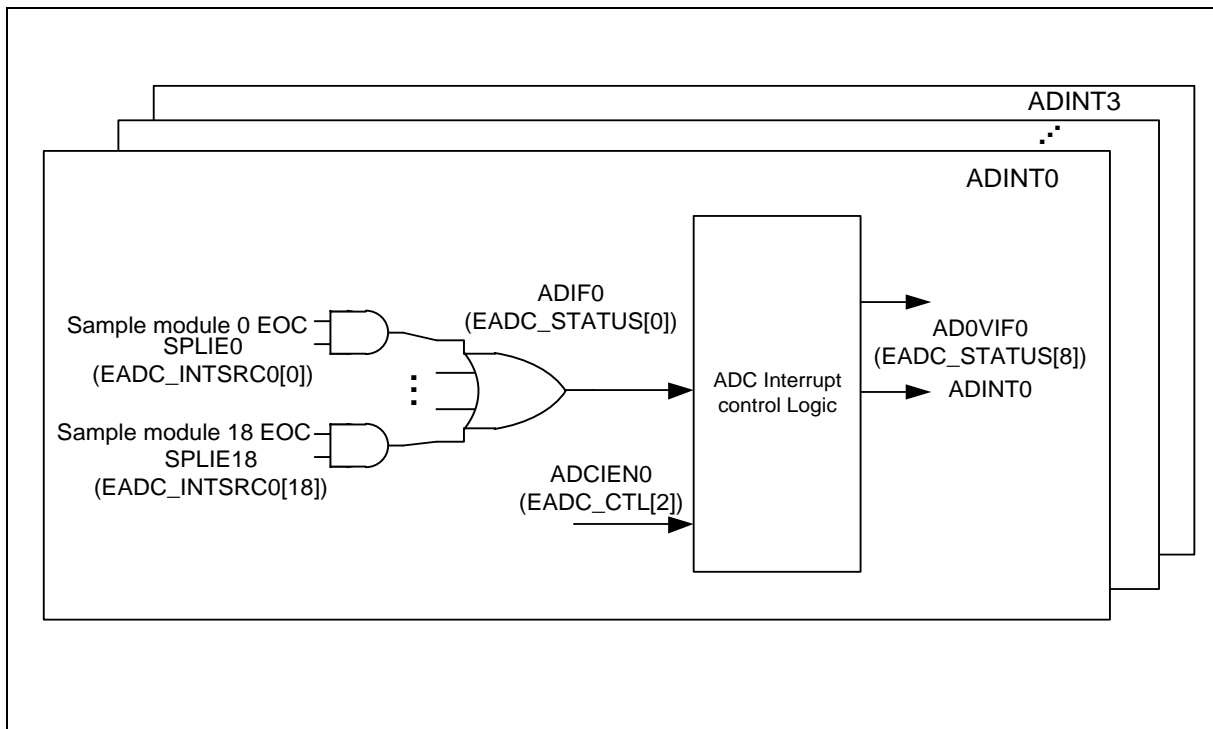 ADINT3
ADINT0
ADIF0
(EADC_STATUS[0])
Sample module 0 EOC
SPLIE0
(EADC_INTSRC0[0])
Sample module 18 EOC
SPLIE18
(EADC_INTSRC0[18])
ADCIEN0
(EADC_CTL[2])
ADC Interrupt
control Logic
AD0VIF0
(EADC_STATUS[8])
ADINT0